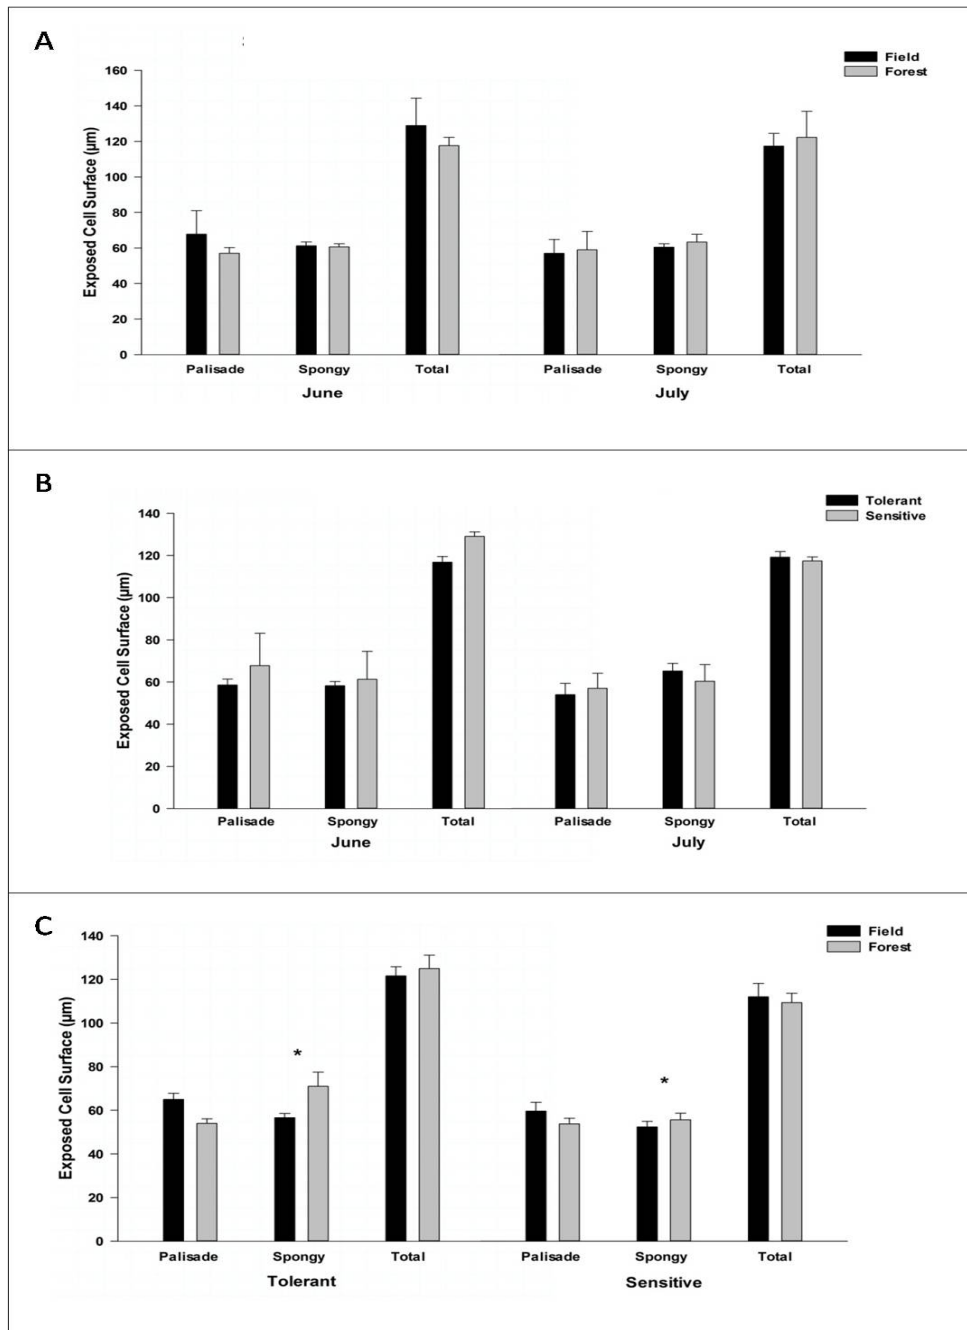 A
Field
Forest
160
140
120
100
80
60
40
20
0
Exposed Cell Surface (µm)
Palisade Spongy Total Palisade Spongy Total
June July
B
Tolerant
Sensitive
140
120
100
80
60
40
20
0
Exposed Cell Surface (µm)
Palisade Spongy Total Palisade Spongy Total
June July
C
Field
Forest
140
120
100
80
60
40
20
0
Exposed Cell Surface (µm)
* *
Palisade Spongy Total Palisade Spongy Total
Tolerant Sensitive